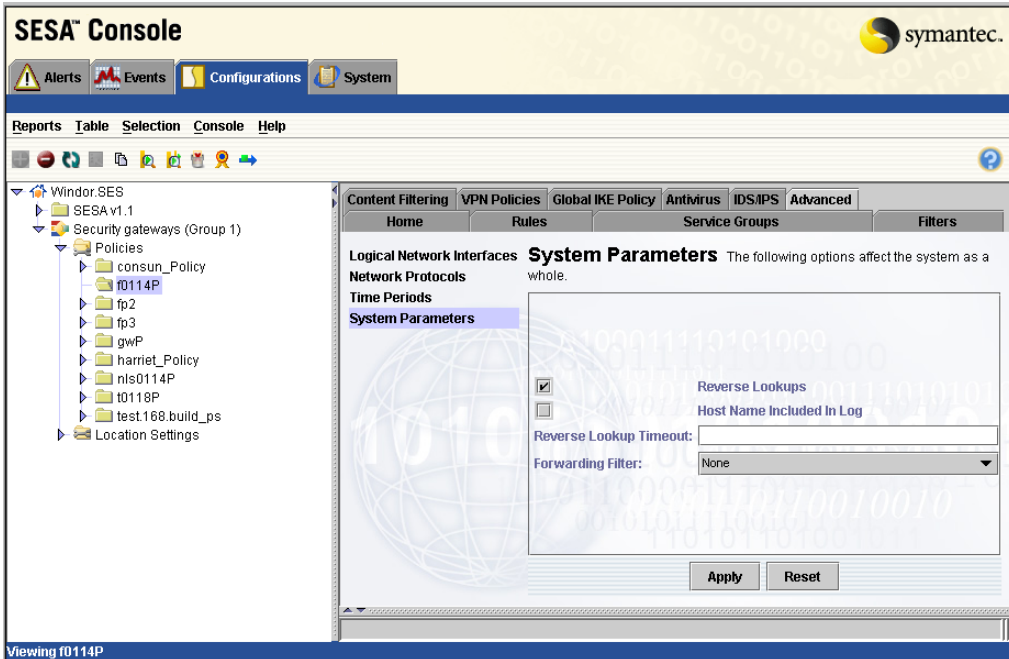 SESA™ Console
symantec.
Alerts Events Configurations System
Reports Table Selection Console Help
Windor.SES
SESA v1.1
Security gateways (Group 1)
Policies
consun_Policy
f0114P
fp2
fp3
gwP
harriet_Policy
nls0114P
t0118P
test.168.build_ps
Location Settings
Content Filtering VPN Policies Global IKE Policy Antivirus IDS/IPS Advanced
Home Rules Service Groups Filters
Logical Network Interfaces
Network Protocols
Time Periods
System Parameters
System Parameters The following options affect the system as a
whole.
Reverse Lookups
Host Name Included In Log
Reverse Lookup Timeout:
Forwarding Filter: None
Apply Reset
Viewing f0114P